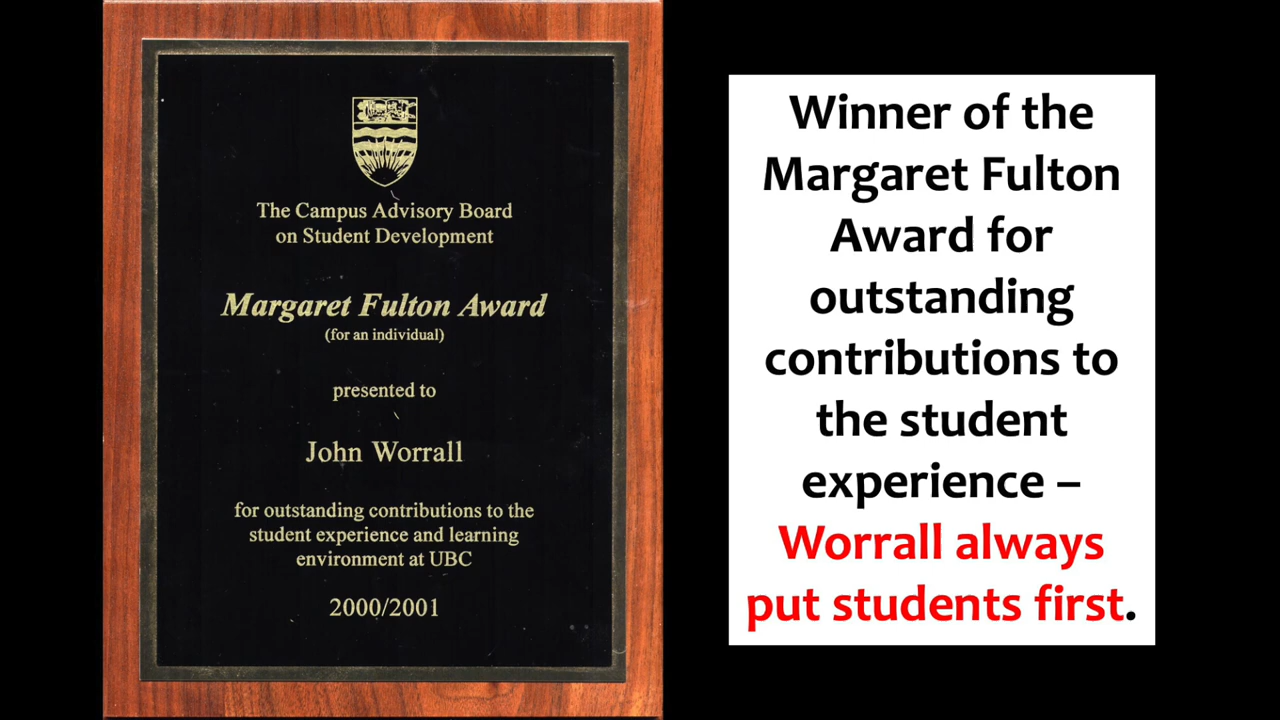 The Campus Advisory Board
on Student Development
Margaret Fulton Award
(for an individual)
presented to
John Worrall
for outstanding contributions to the
student experience and learning
environment at UBC
2000/2001
Winner of the
Margaret Fulton
Award for
outstanding
contributions to
the student
experience –
Worrall always
put students first.